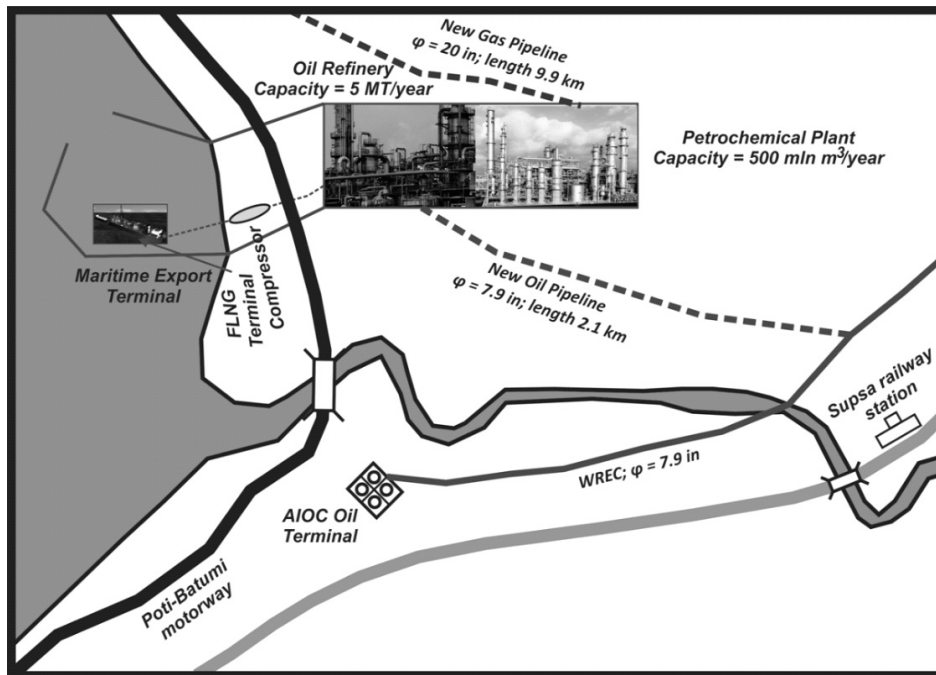 New Gas Pipeline
φ = 20 in; length 9.9 km
Oil Refinery
Capacity = 5 MT/year
Petrochemical Plant
Capacity = 500 mln m³/year
Maritime Export
Terminal
FLNG
Terminal
Compressor
New Oil Pipeline
φ = 7.9 in; length 2.1 km
Supsa railway
station
WREC; φ = 7.9 in
AIOC Oil
Terminal
Poti-Batumi
motorway